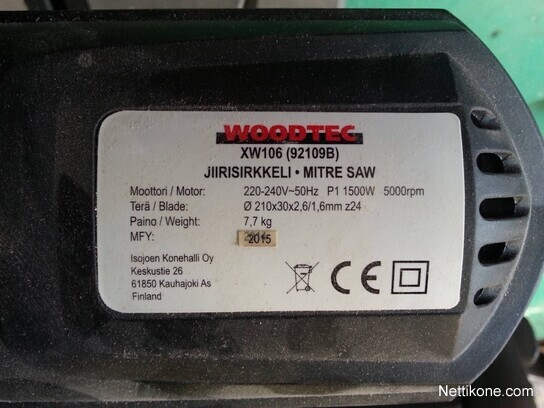 WOODTEC
XW106 (92109B)
JIIRISIRKKELI • MITRE SAW
Moottori / Motor: 220-240V~50Hz P1 1500W 5000rpm
Terä / Blade: Ø 210x30x2,6/1,6mm z24
Paino / Weight: 7,7 kg
MFY: 2015
Isojoen Konehalli Oy
Keskustie 26
61850 Kauhajoki As
Finland
CE
Nettikone.com